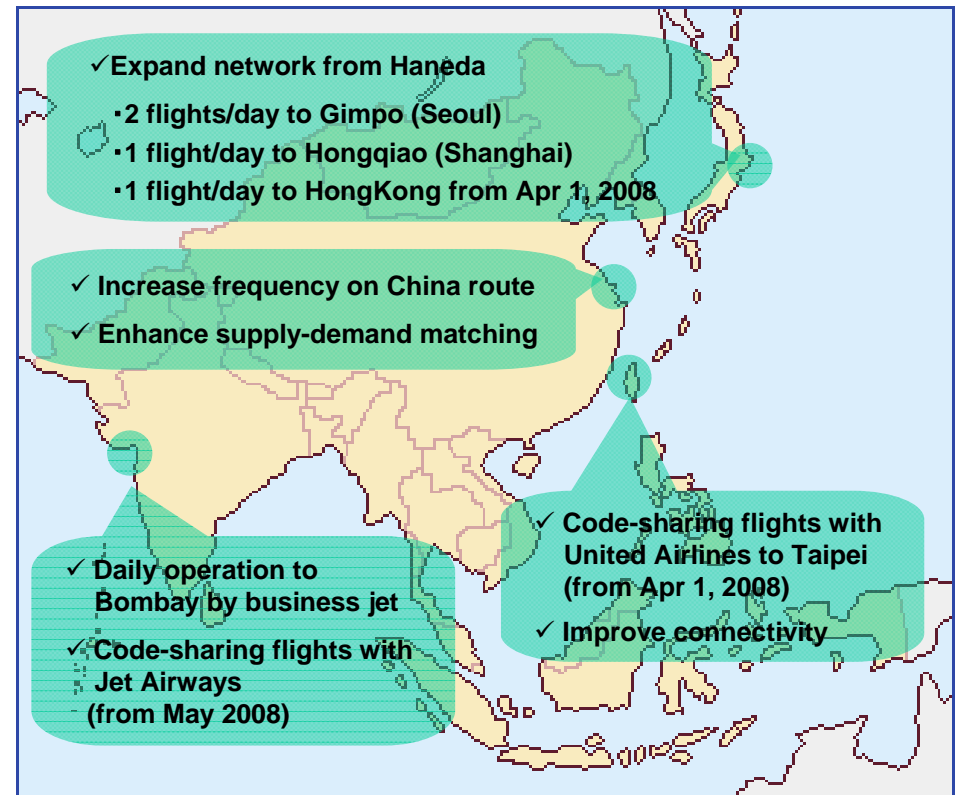 ✓Expand network from Haneda
・2 flights/day to Gimpo (Seoul)
・1 flight/day to Hongqiao (Shanghai)
・1 flight/day to HongKong from Apr 1, 2008
✓ Increase frequency on China route
✓ Enhance supply-demand matching
✓ Code-sharing flights with
United Airlines to Taipei
(from Apr 1, 2008)
✓ Improve connectivity
✓ Daily operation to
Bombay by business jet
✓ Code-sharing flights with
Jet Airways
(from May 2008)